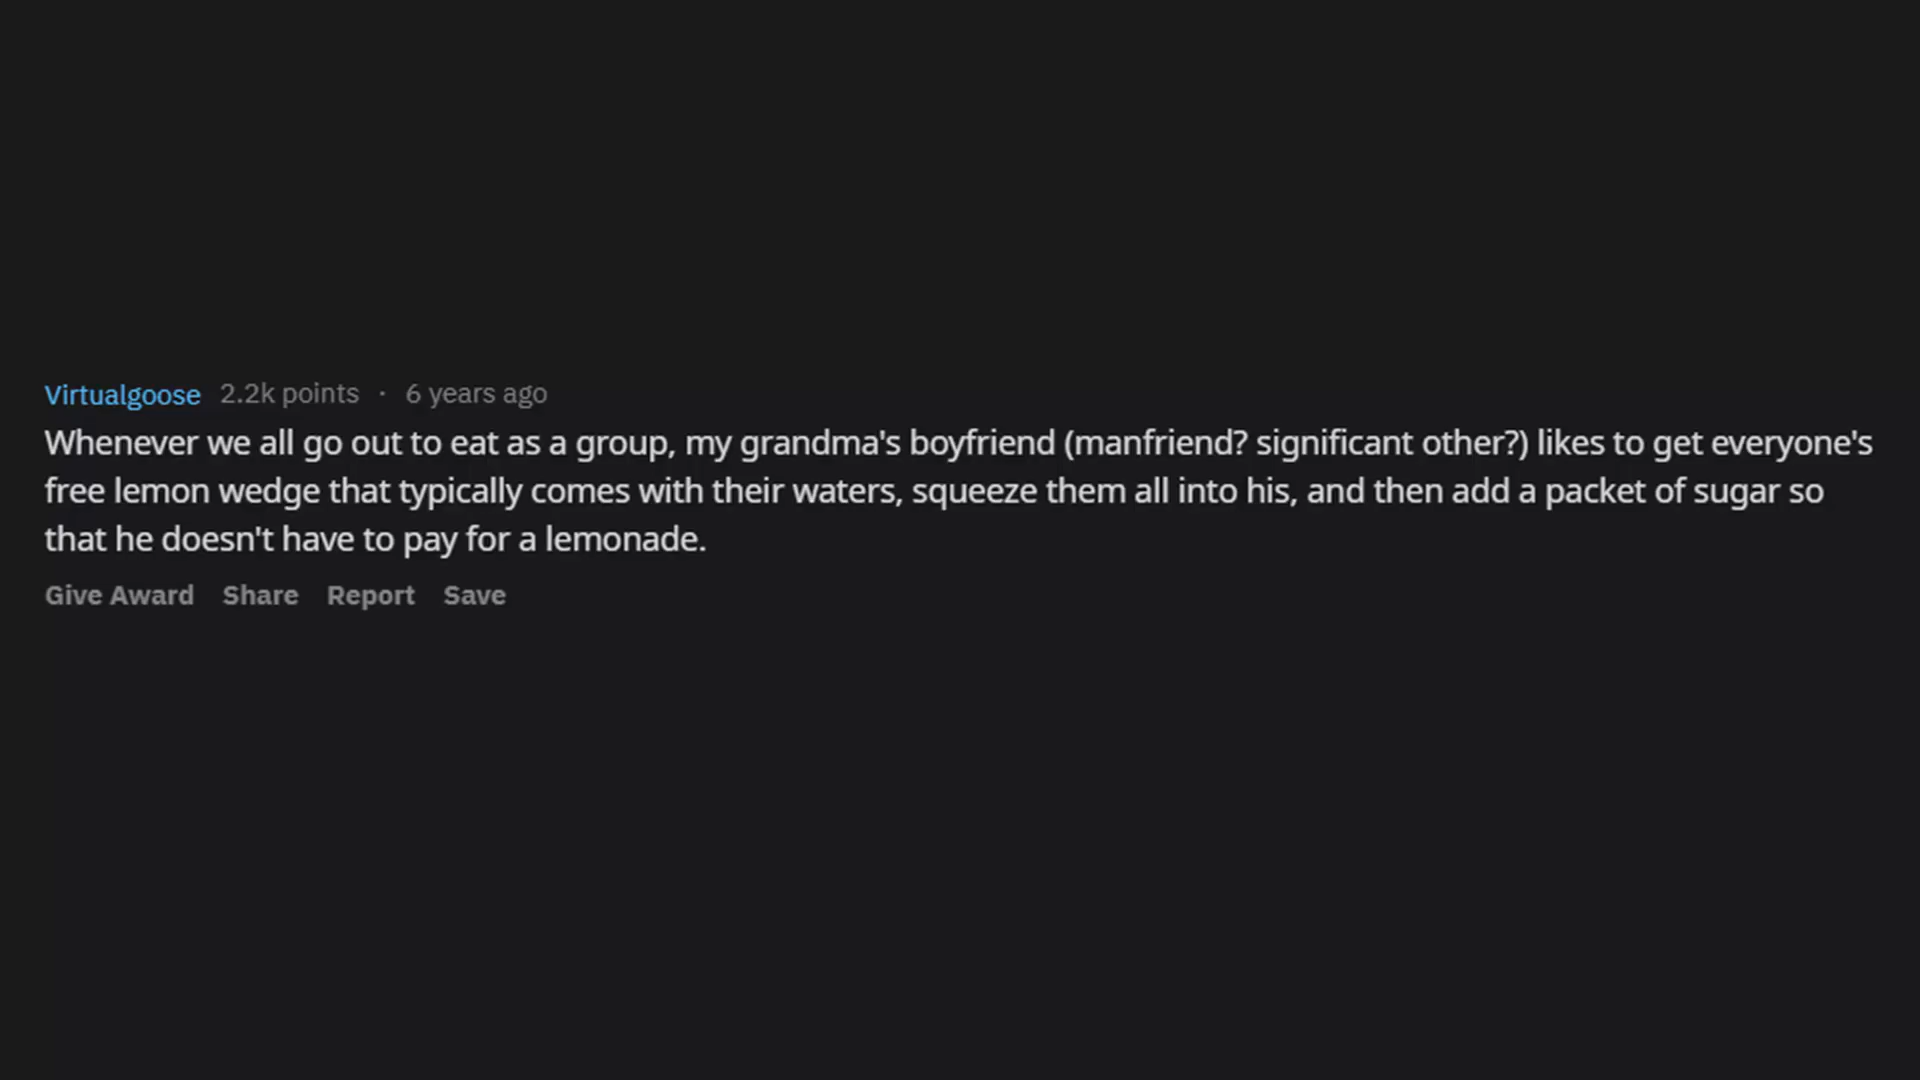 Virtualgoose 2.2k points · 6 years ago
Whenever we all go out to eat as a group, my grandma's boyfriend (manfriend? significant other?) likes to get everyone's
free lemon wedge that typically comes with their waters, squeeze them all into his, and then add a packet of sugar so
that he doesn't have to pay for a lemonade.
Give Award Share Report Save